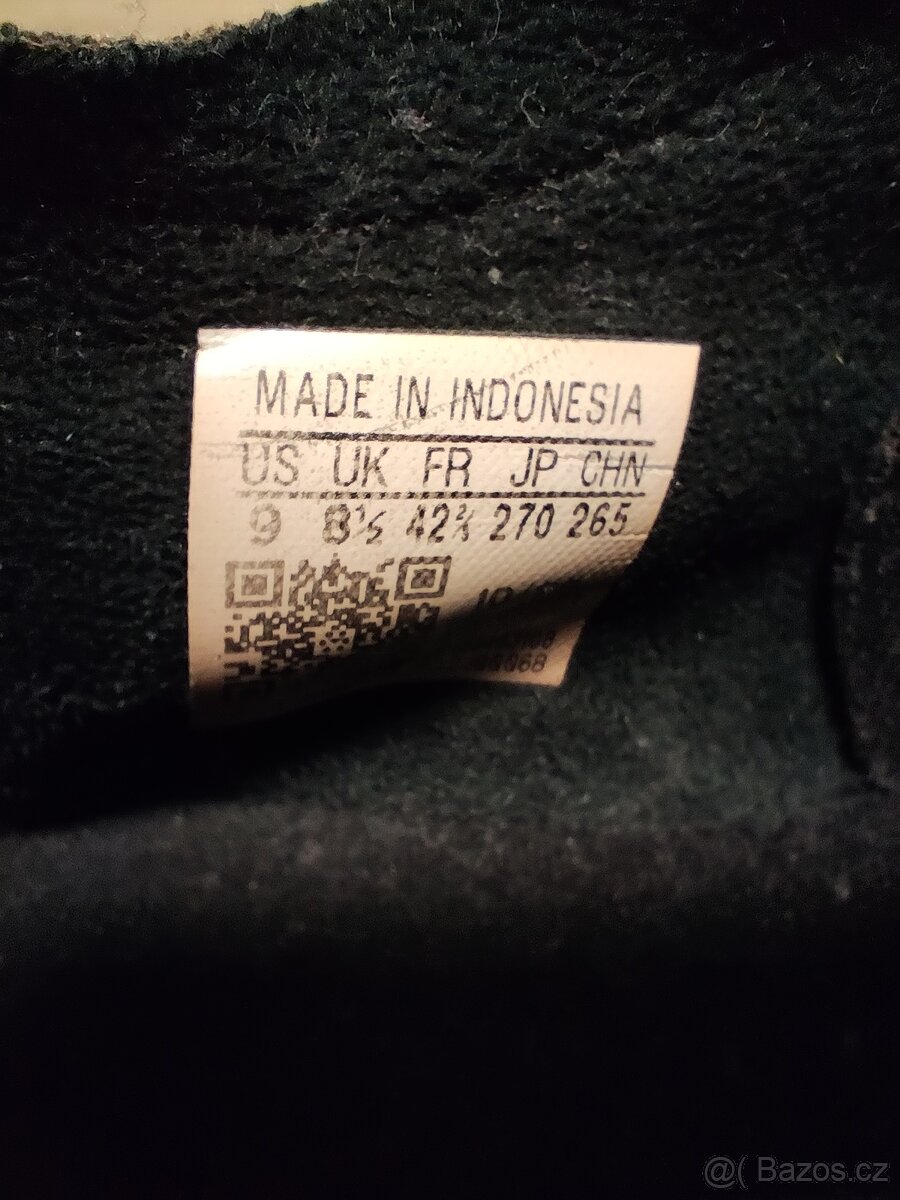 MADE IN INDONESIA
US UK FR JP CHN
9 8½ 42⅔ 270 265
@( Bazos.cz